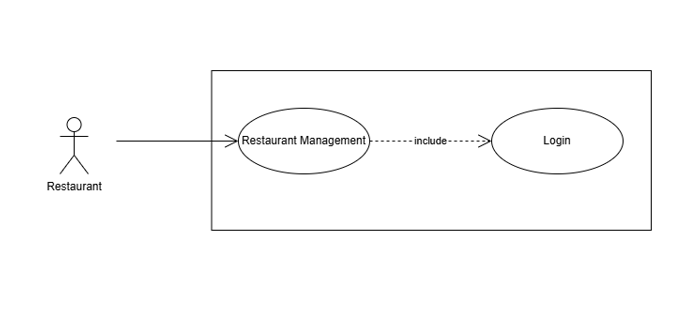 Restaurant Management
include
Login
Restaurant